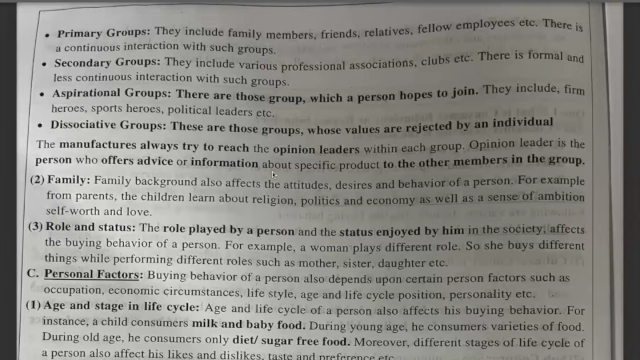 • Primary Groups: They include family members, friends, relatives, fellow employees etc. There is
a continuous interaction with such groups.
• Secondary Groups: They include various professional associations, clubs etc. There is formal and
less continuous interaction with such groups.
• Aspirational Groups: There are those group, which a person hopes to join. They include, firm
heroes, sports heroes, political leaders etc.
• Dissociative Groups: These are those groups, whose values are rejected by an individual
The manufactures always try to reach the opinion leaders within each group. Opinion leader is the
person who offers advice or information about specific product to the other members in the group.
(2) Family: Family background also affects the attitudes, desires and behavior of a person. For example
from parents, the children learn about religion, politics and economy as well as a sense of ambition
self-worth and love.
(3) Role and status: The role played by a person and the status enjoyed by him in the society, affects
the buying behavior of a person. For example, a woman plays different role. So she buys different
things while performing different roles such as mother, sister, daughter etc.
C. Personal Factors: Buying behavior of a person also depends upon certain person factors such as
occupation, economic circumstances, life style, age and life cycle position, personality etc.
(1) Age and stage in life cycle: Age and life cycle of a person also affects his buying behavior. For
instance, a child consumers milk and baby food. During young age, he consumers varieties of food.
During old age, he consumers only diet/ sugar free food. Moreover, different stages of life cycle of
a person also affect his likes and dislikes, taste and preference etc.